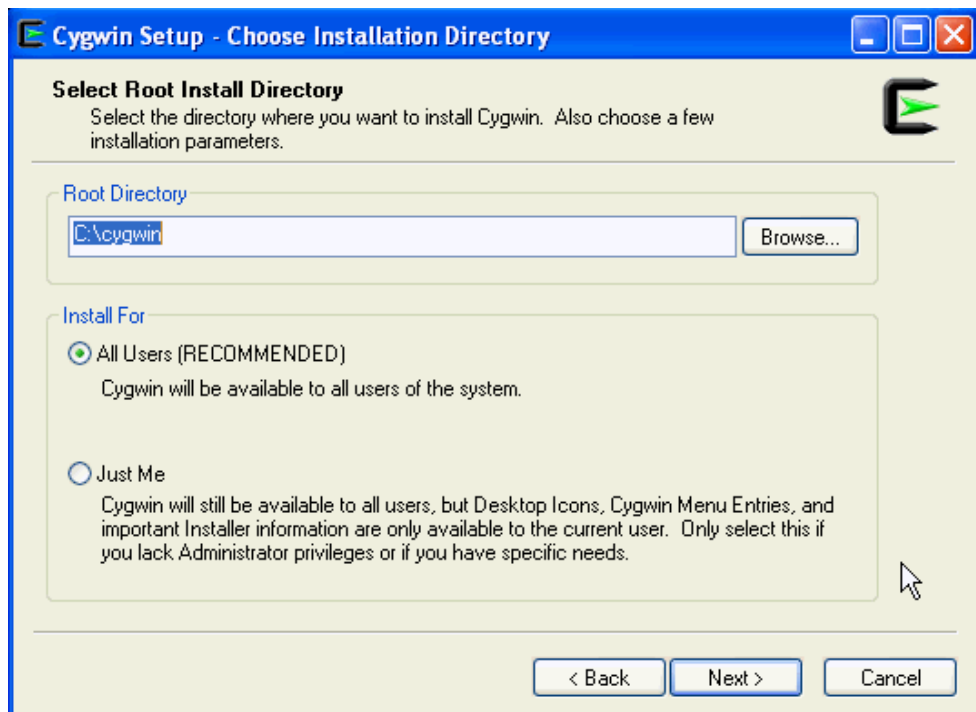 Cygwin Setup - Choose Installation Directory
Select Root Install Directory
Select the directory where you want to install Cygwin. Also choose a few
installation parameters.
Root Directory
C:\cygwin
Browse...
Install For
All Users (RECOMMENDED)
Cygwin will be available to all users of the system.
Just Me
Cygwin will still be available to all users, but Desktop Icons, Cygwin Menu Entries, and
important Installer information are only available to the current user. Only select this if
you lack Administrator privileges or if you have specific needs.
< Back
Next >
Cancel